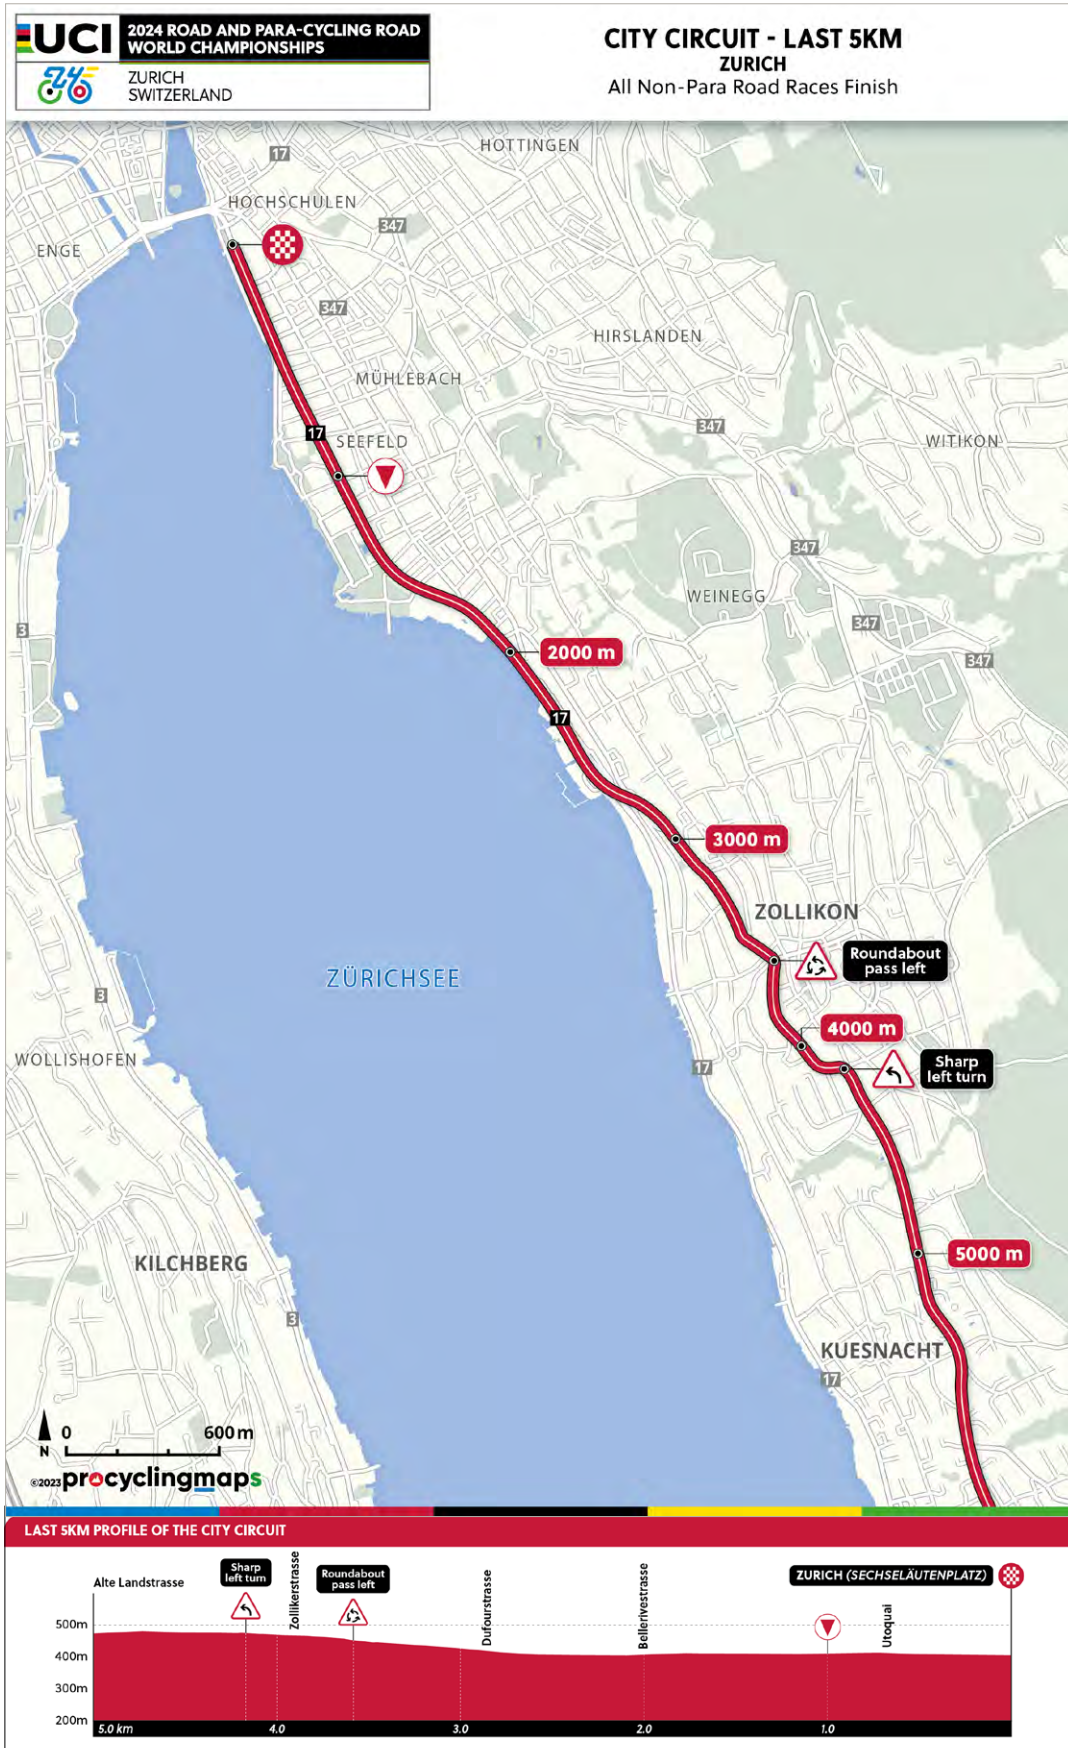 UCI
2024 ROAD AND PARA-CYCLING ROAD
WORLD CHAMPIONSHIPS
ZURICH
SWITZERLAND
CITY CIRCUIT - LAST 5KM
ZURICH
All Non-Para Road Races Finish
HOTTINGEN
17
HOCHSCHULEN
347
ENGE
347
HIRSLANDEN
MÜHLEBACH
347
17
SEEFELD
WITIKON
347
WEINEGG
347
3
2000 m
347
17
3000 m
ZOLLIKON
Roundabout
pass left
ZÜRICHSEE
3
4000 m
WOLLISHOFEN
17
Sharp
left turn
5000 m
KILCHBERG
3
KUESNACHT
17
0 600m
N
©2023 procyclingmaps
LAST 5KM PROFILE OF THE CITY CIRCUIT
Alte Landstrasse
Sharp
left turn
Zollikerstrasse
Roundabout
pass left
Dufourstrasse
Bellerivestrasse
ZURICH (SECHSELÄUTENPLATZ)
Utoquai
500m
400m
300m
200m
5.0 km 4.0 3.0 2.0 1.0